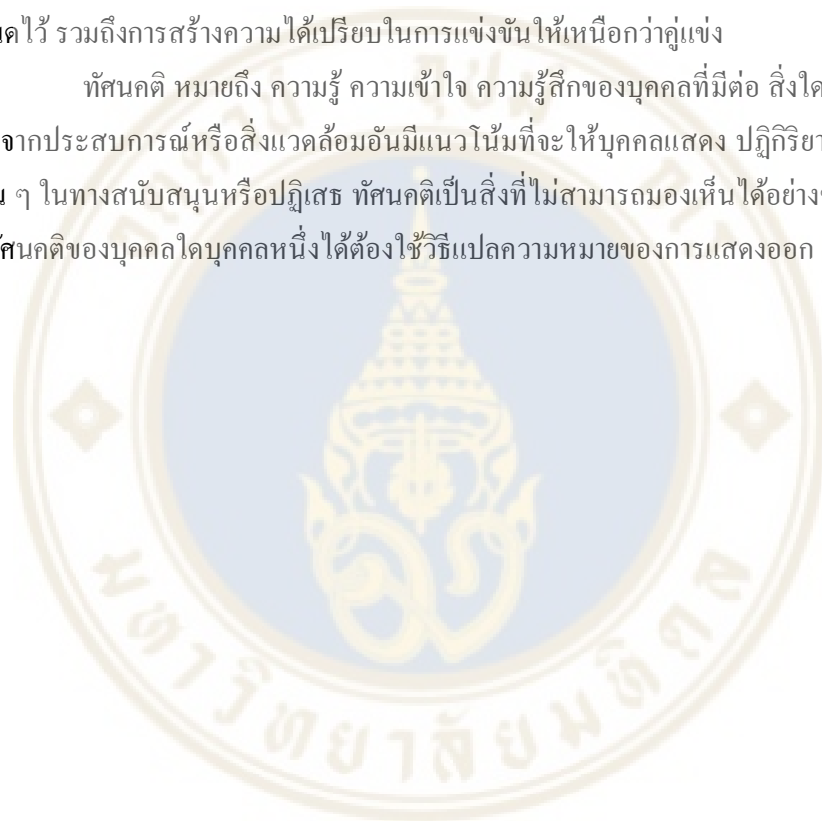 ไว้ รวมถึงการสร้างความได้เปรียบในการแข่งขันให้เหนือกว่าคู่แข่ง
ทัศนคติ หมายถึง ความรู้ ความเข้าใจ ความรู้สึกของบุคคลที่มีต่อ สิ่งใด
จากประสบการณ์หรือสิ่งแวดล้อมอันมีแนวโน้มที่จะให้บุคคลแสดง ปฏิกิริยา
ๆ ในทางสนับสนุนหรือปฏิเสธ ทัศนคติเป็นสิ่งที่ไม่สามารถมองเห็นได้อย่าง
ทัศนคติของบุคคลใดบุคคลหนึ่งได้ต้องใช้วิธีแปลความหมายของการแสดงออก
มหาวิทยาลัยมหิดล